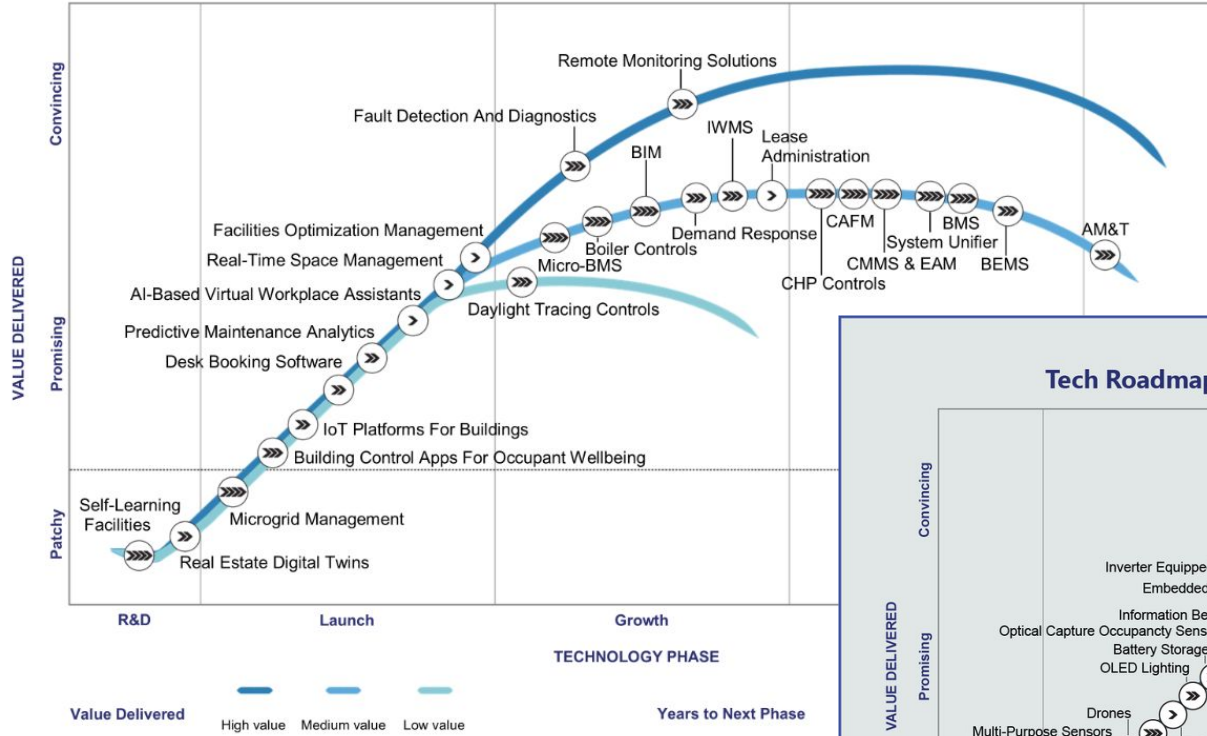 Remote Monitoring Solutions
Fault Detection And Diagnostics
IWMS
Lease
Administration
BIM
Facilities Optimization Management
Real-Time Space Management
AI-Based Virtual Workplace Assistants
Predictive Maintenance Analytics
Desk Booking Software
Boiler Controls
Micro-BMS
Daylight Tracing Controls
Demand Response
CAFM
BMS
System Unifier
CMMS & EAM
BEMS
CHP Controls
AM&T
IoT Platforms For Buildings
Building Control Apps For Occupant Wellbeing
Self-Learning
Facilities
Microgrid Management
Real Estate Digital Twins
VALUE DELIVERED
Convincing
Promising
Patchy
R&D
Launch
Growth
TECHNOLOGY PHASE
Value Delivered
High value
Medium value
Low value
Years to Next Phase
Tech Roadmap
VALUE DELIVERED
Convincing
Promising
Inverter Equippe
Embedded
Information Be
Optical Capture Occupancty Sens
Battery Storage
OLED Lighting
Drones
Multi-Purpose Sensors